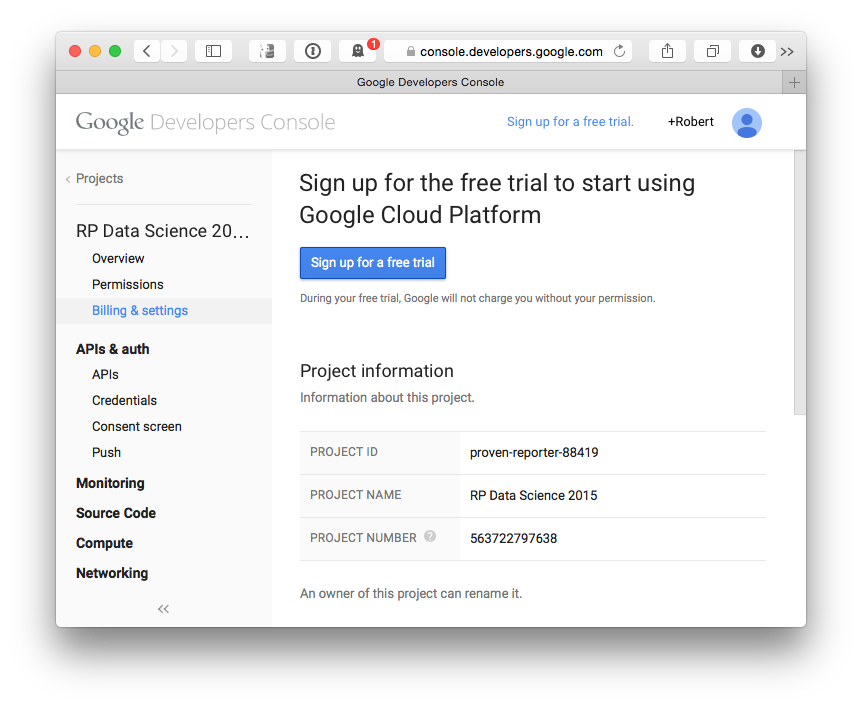 1
console.developers.google.com
Google Developers Console
Google Developers Console
Sign up for a free trial.
+Robert
Projects
RP Data Science 20...
Overview
Permissions
Billing & settings
APIs & auth
APIs
Credentials
Consent screen
Push
Monitoring
Source Code
Compute
Networking
Sign up for the free trial to start using
Google Cloud Platform
Sign up for a free trial
During your free trial, Google will not charge you without your permission.
Project information
Information about this project.
PROJECT ID proven-reporter-88419
PROJECT NAME RP Data Science 2015
PROJECT NUMBER ? 563722797638
An owner of this project can rename it.